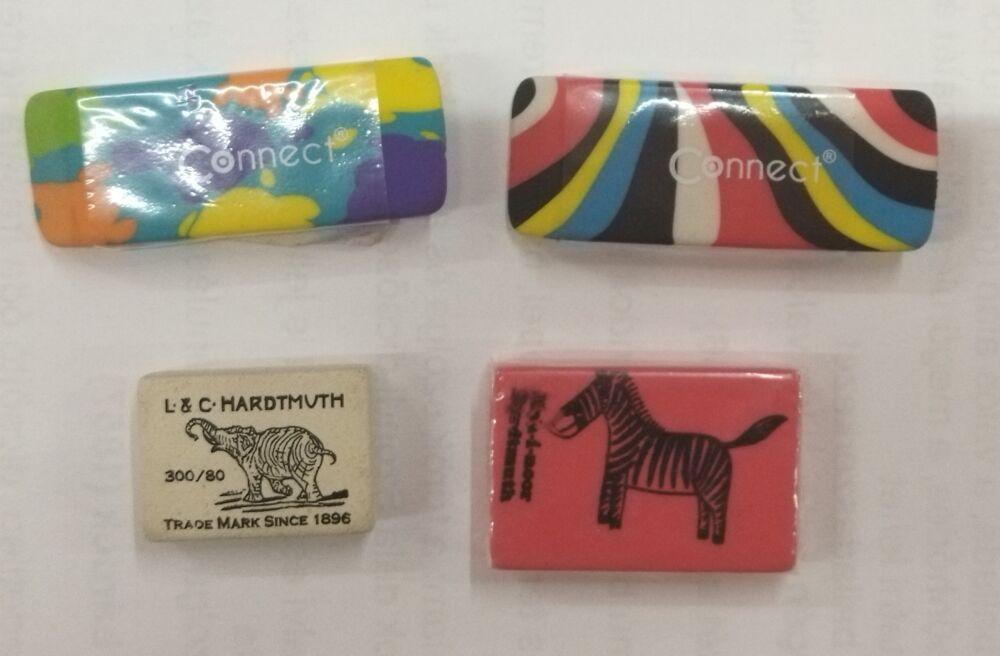 Connect®
Connect®
L·& C· HARDTMUTH
300/80
TRADE MARK SINCE 1896